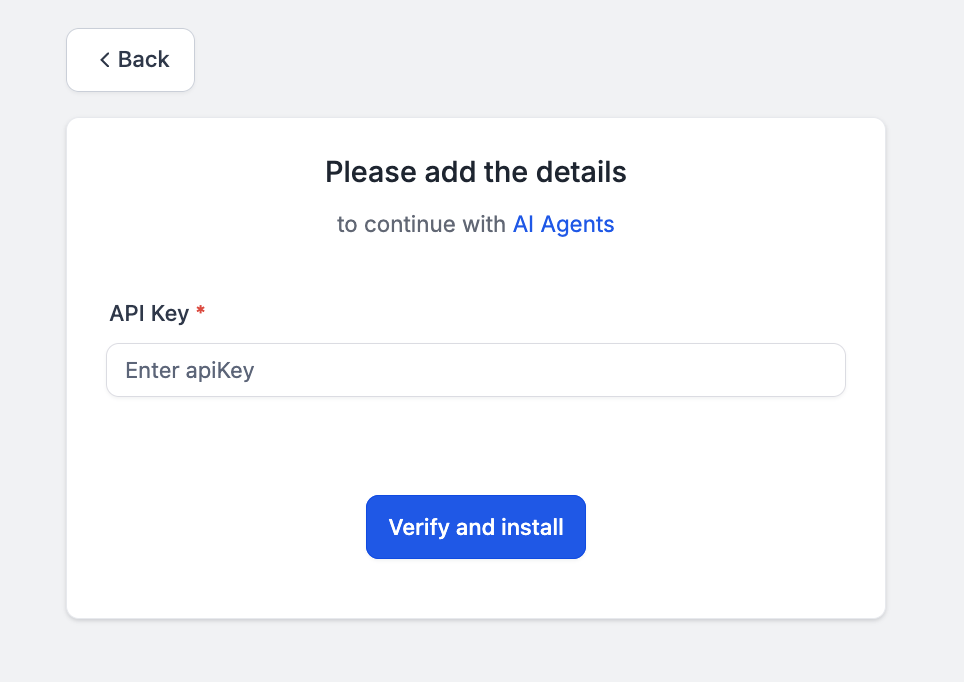 Back
Please add the details
to continue with AI Agents
API Key *
Enter apiKey
Verify and install